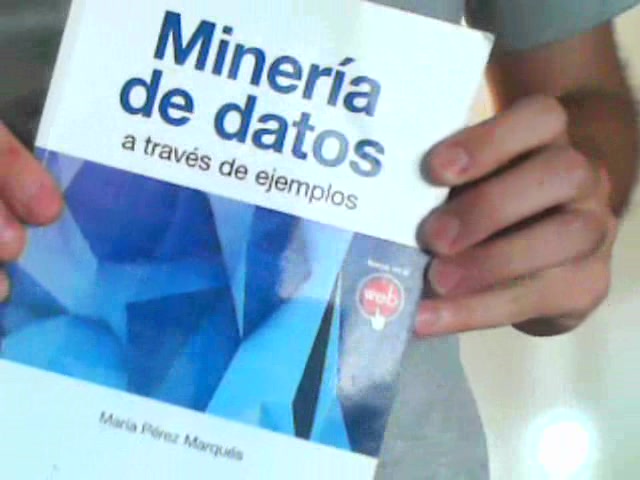 Minería
de datos
a través de ejemplos
web
María Pérez Marqués